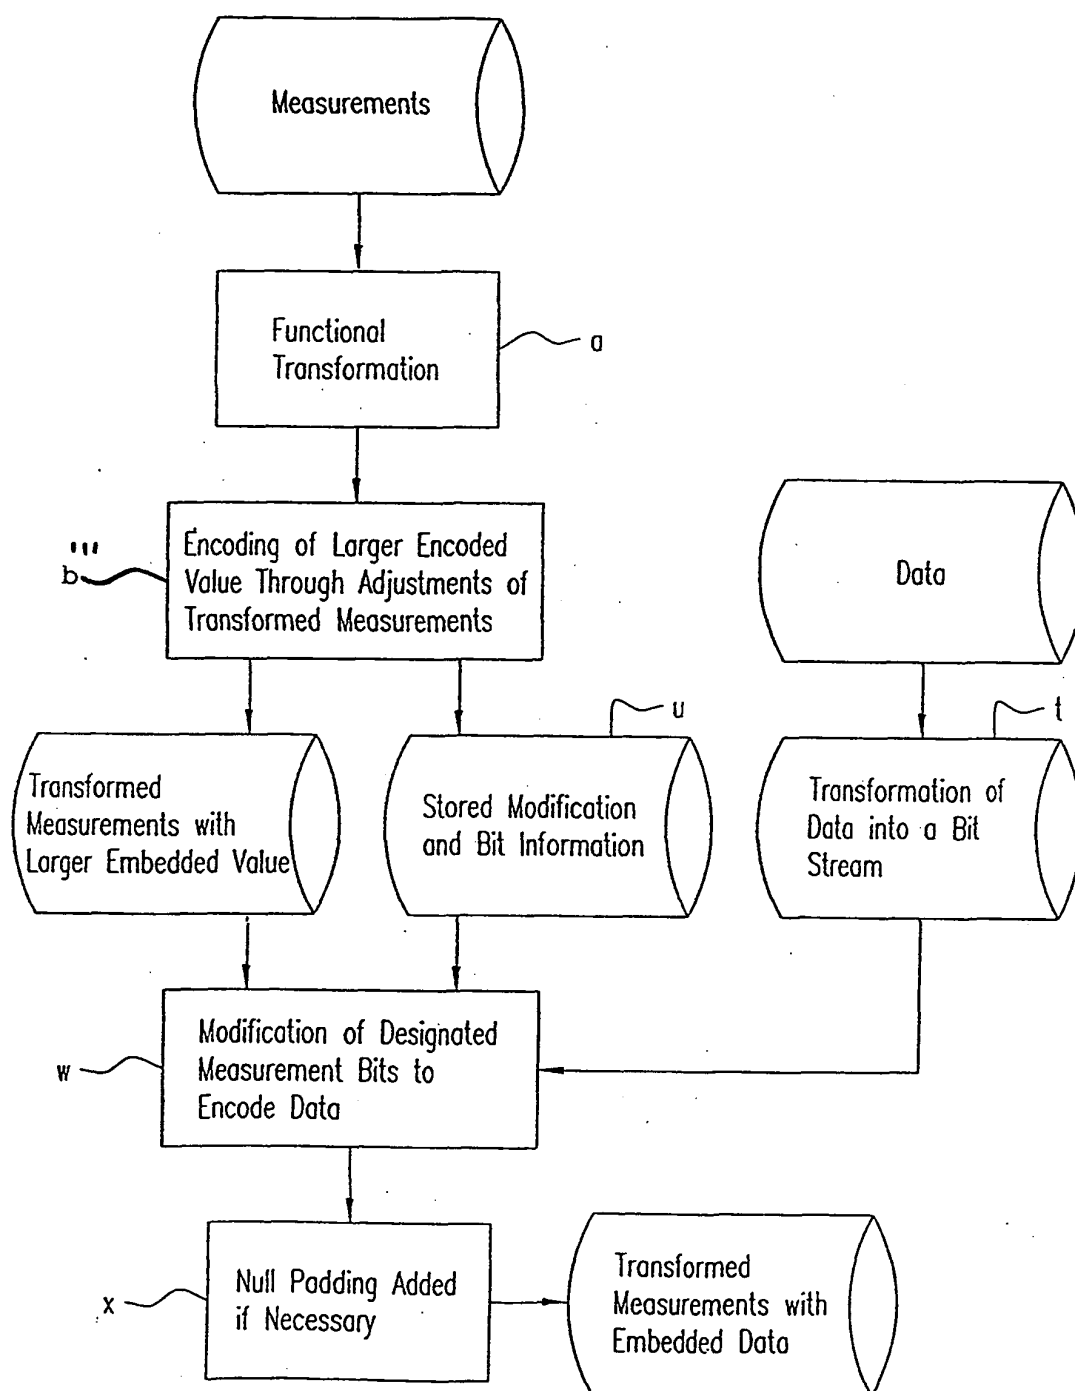 Measurements
Functional
Transformation
a
Encoding of Larger Encoded
Value Through Adjustments of
Transformed Measurements
b'''
Data
u
t
Transformed
Measurements with
Larger Embedded Value
Stored Modification
and Bit Information
Transformation of
Data into a Bit
Stream
Modification of Designated
Measurement Bits to
Encode Data
w
Null Padding Added
if Necessary
x
Transformed
Measurements with
Embedded Data